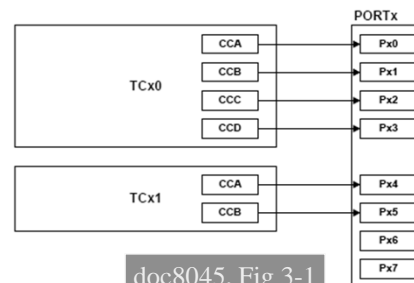 PORTx
TCx0
CCA
Px0
CCB
Px1
CCC
Px2
CCD
Px3
TCx1
CCA
Px4
CCB
Px5
Px6
Px7
doc8045, Fig 3-1